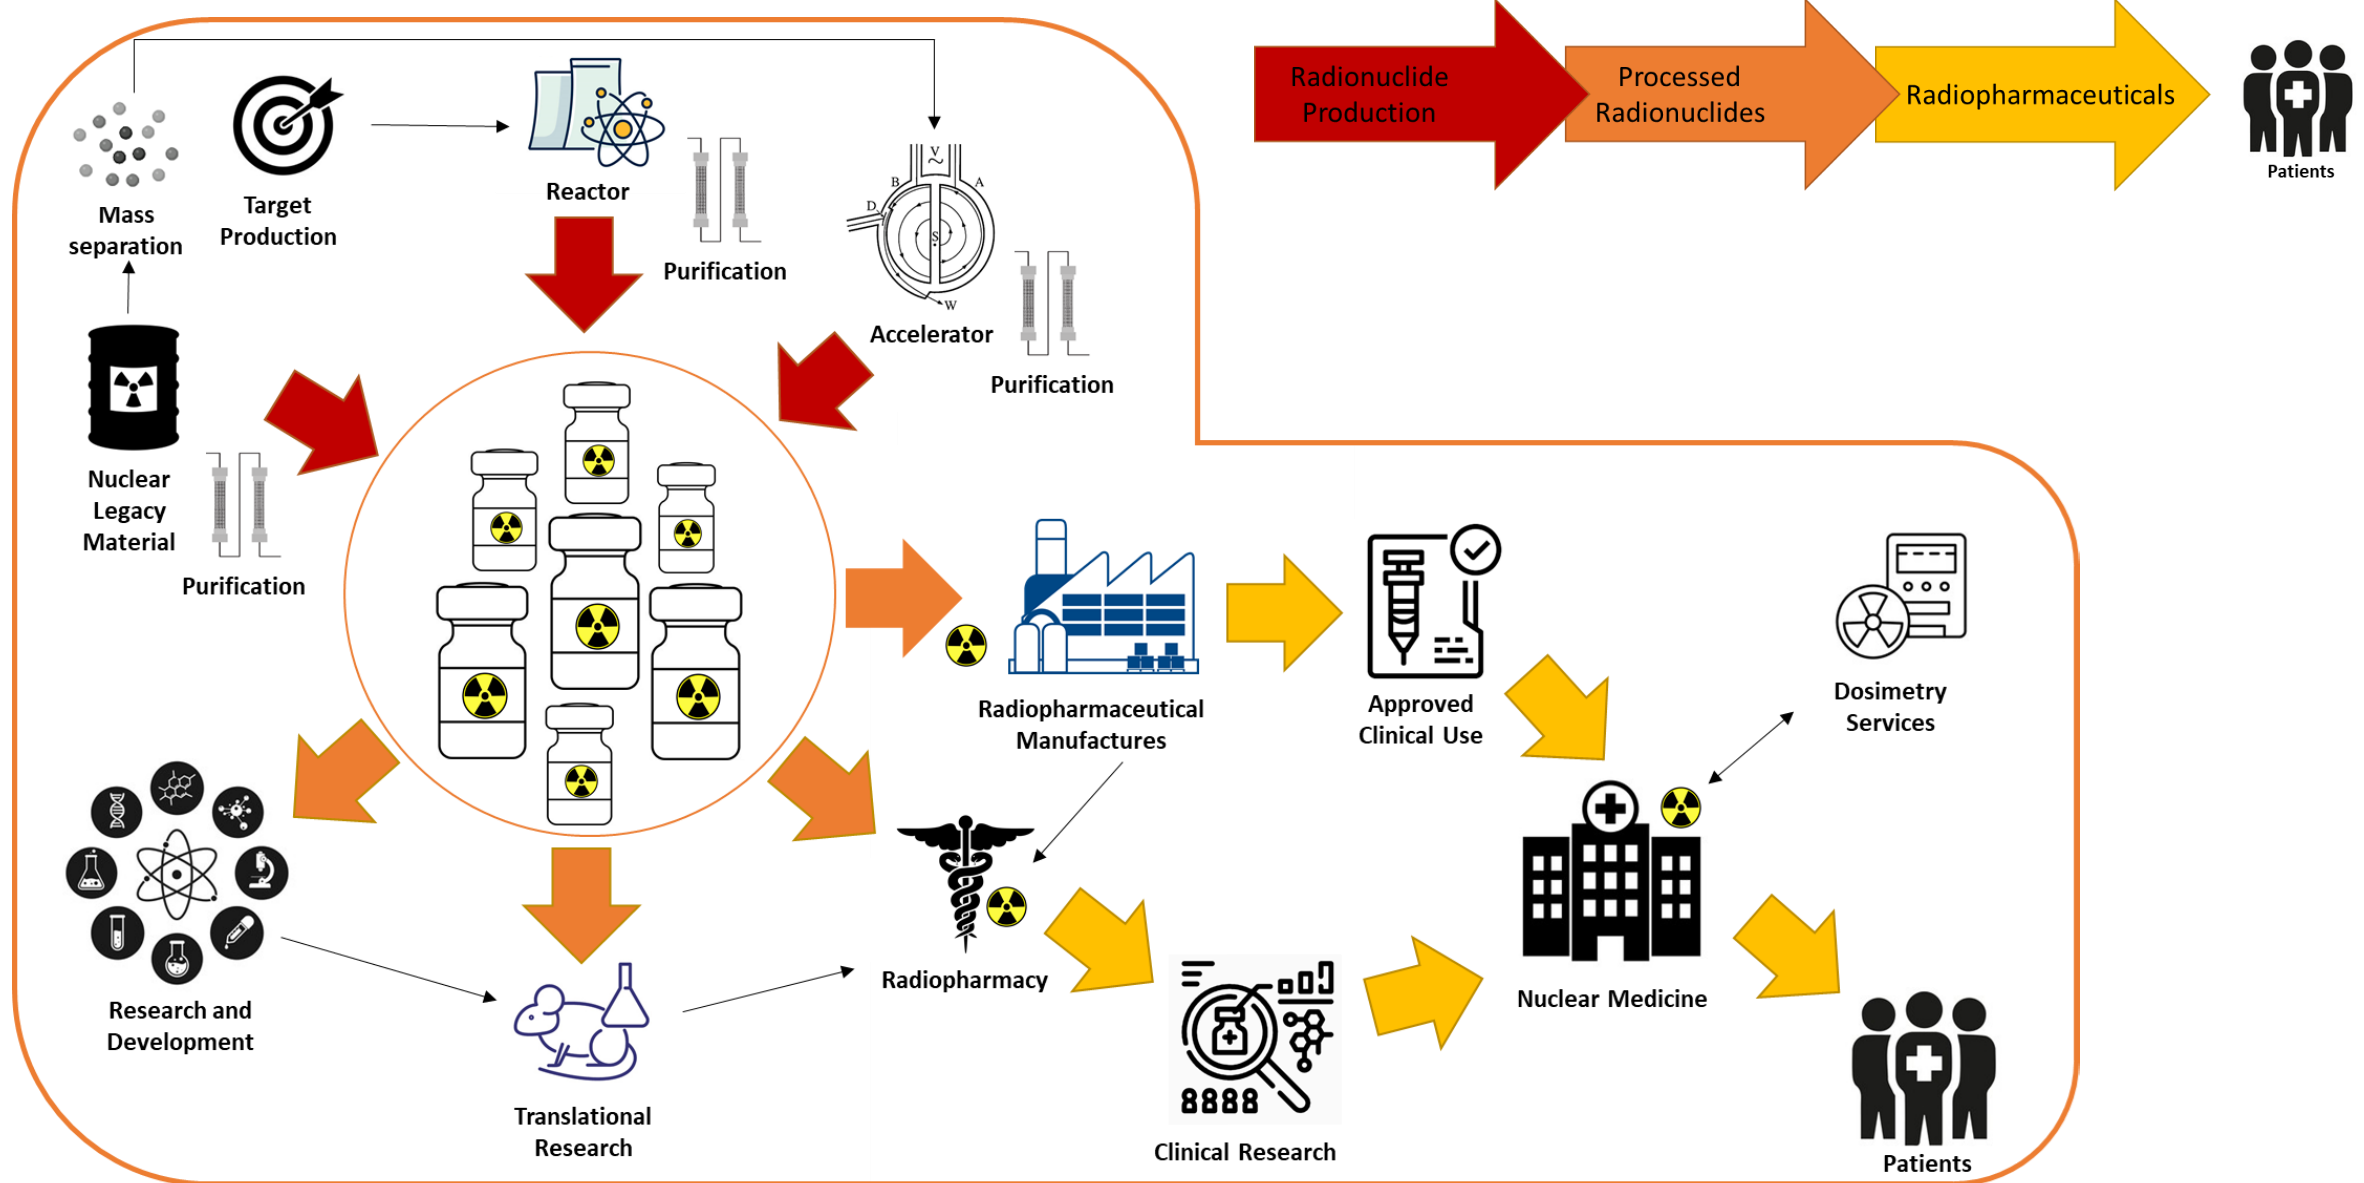 Radionuclide
Production
Processed
Radionuclides
Radiopharmaceuticals
Patients
Mass
separation
Target
Production
Reactor
Purification
V
~
B
A
D
S
W
Accelerator
Purification
Nuclear
Legacy
Material
Purification
Radiopharmaceutical
Manufactures
Approved
Clinical Use
Dosimetry
Services
Research and
Development
Translational
Research
Radiopharmacy
Clinical Research
Nuclear Medicine
Patients